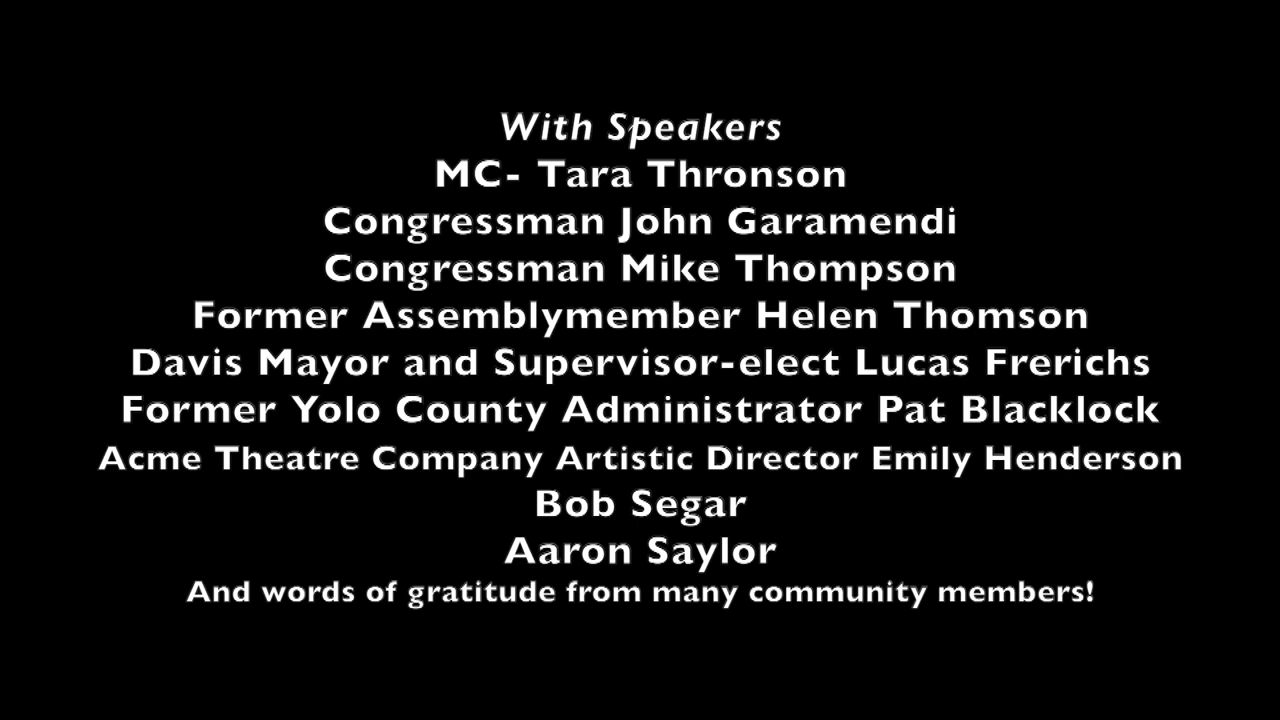 With Speakers
MC- Tara Thronson
Congressman John Garamendi
Congressman Mike Thompson
Former Assemblymember Helen Thomson
Davis Mayor and Supervisor-elect Lucas Frerichs
Former Yolo County Administrator Pat Blacklock
Acme Theatre Company Artistic Director Emily Henderson
Bob Segar
Aaron Saylor
And words of gratitude from many community members!